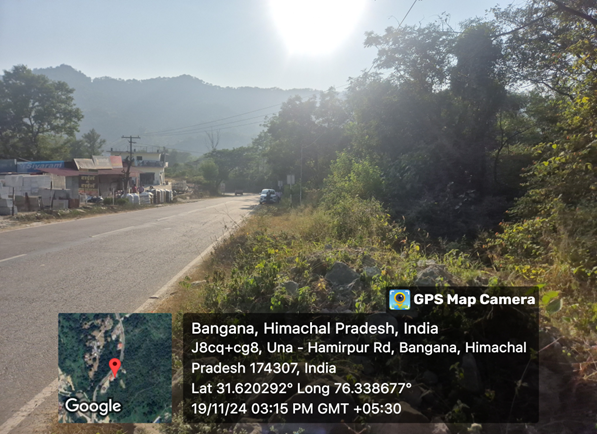 GPS Map Camera
Bangana, Himachal Pradesh, India
J8cq+cg8, Una - Hamirpur Rd, Bangana, Himachal
Pradesh 174307, India
Lat 31.620292° Long 76.338677°
19/11/24 03:15 PM GMT +05:30
Google